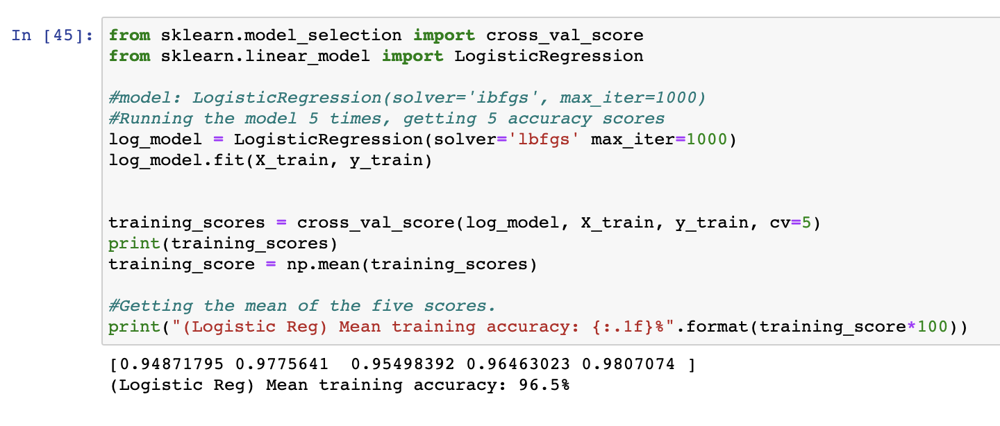 In [45]:
from sklearn.model_selection import cross_val_score
from sklearn.linear_model import LogisticRegression
#model: LogisticRegression(solver='ibfgs', max_iter=1000)
#Running the model 5 times, getting 5 accuracy scores
log_model = LogisticRegression(solver='lbfgs' max_iter=1000)
log_model.fit(X_train, y_train)
training_scores = cross_val_score(log_model, X_train, y_train, cv=5)
print(training_scores)
training_score = np.mean(training_scores)
#Getting the mean of the five scores.
print("(Logistic Reg) Mean training accuracy: {:.1f}%".format(training_score*100))
[0.94871795 0.9775641  0.95498392 0.96463023 0.9807074 ]
(Logistic Reg) Mean training accuracy: 96.5%